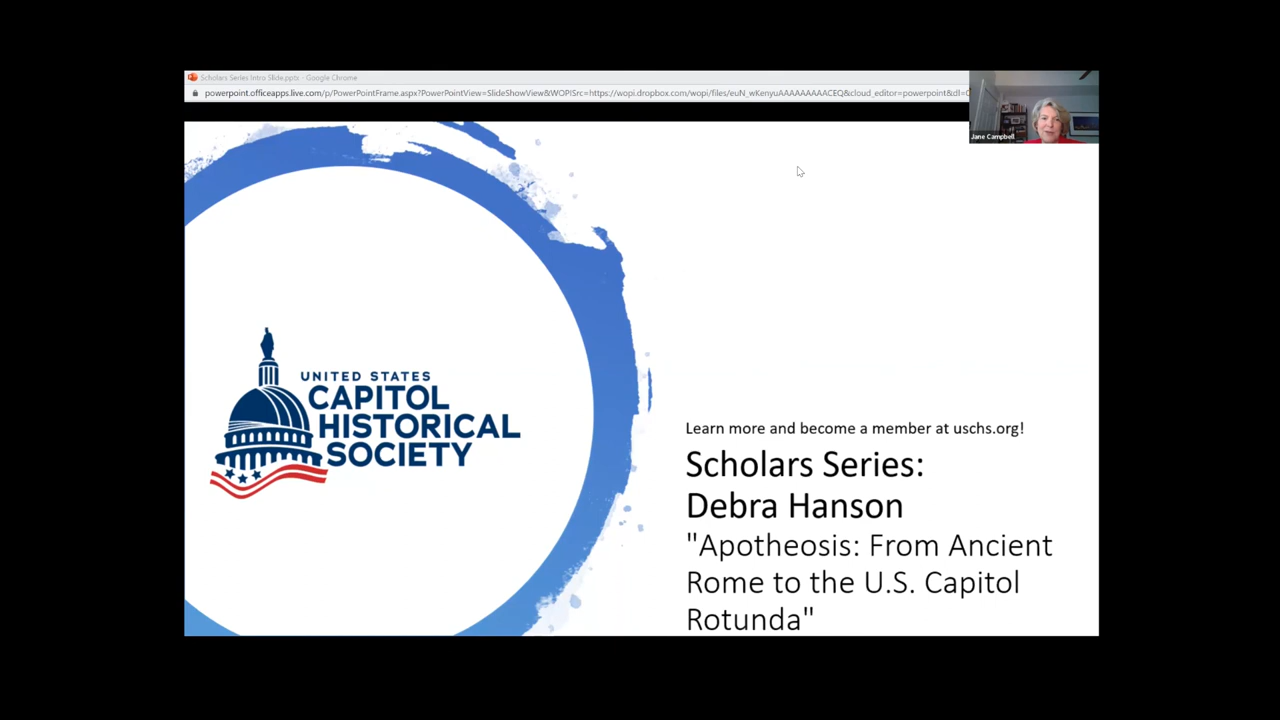 Scholars Series Intro Slide.pptx - Google Chrome
powerpoint.officeapps.live.com/p/PowerPointFrame.aspx?PowerPointView=SlideShowView&WOPISrc=https://wopi.dropbox.com/wopi/files/euN_wKenyuAAAAAAAAACEQ&cloud_editor=powerpoint&dl=0
Jane Campbell
UNITED STATES
CAPITOL
HISTORICAL
SOCIETY
Learn more and become a member at uschs.org!
Scholars Series:
Debra Hanson
"Apotheosis: From Ancient
Rome to the U.S. Capitol
Rotunda"